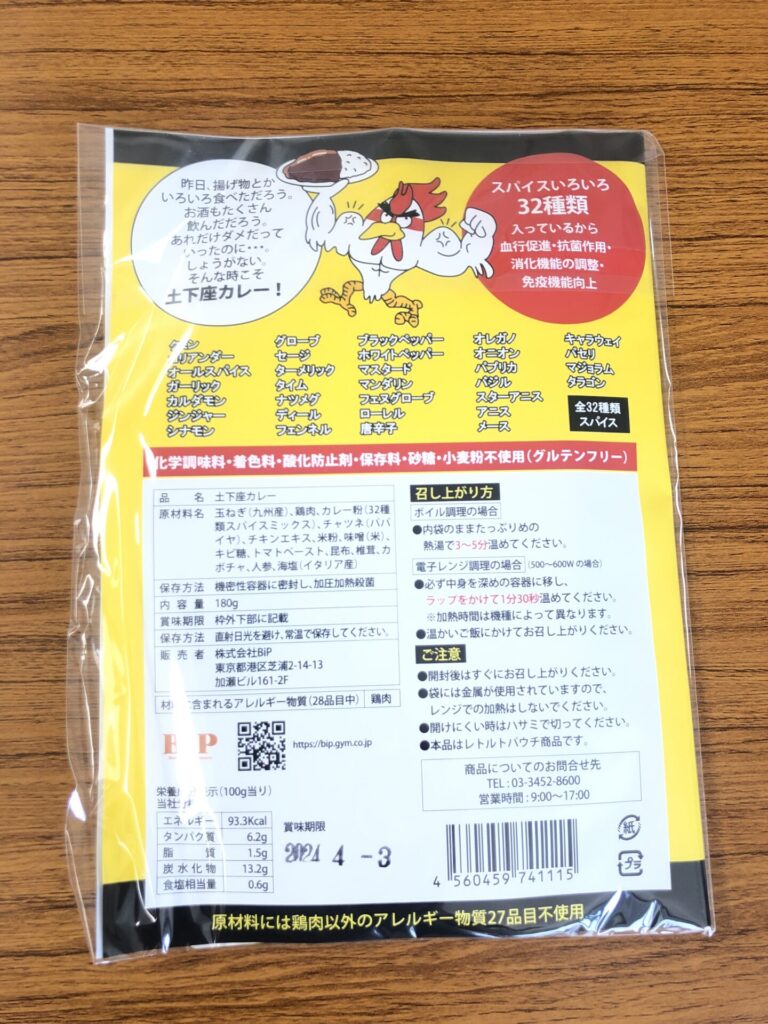 昨日、揚げ物とか
いろいろ食べただろう。
お酒もたくさん
飲んだだろう。
あれだけダメだって
いったのに・・・。
しょうがない。
そんな時こそ
土下座カレー！
スパイスいろいろ
32種類
入っているから
血行促進・抗菌作用・
消化機能の調整・
免疫機能向上
クミン グローブ ブラックペッパー オレガノ キャラウェイ
コリアンダー セージ ホワイトペッパー オニオン パセリ
オールスパイス ターメリック マスタード パプリカ マジョラム
ガーリック タイム マンダリン バジル タラゴン
カルダモン ナツメグ フェヌグローブ スターアニス
ジンジャー ディール ローレル アニス
シナモン フェンネル 唐辛子 メース
全32種類
スパイス
化学調味料・着色料・酸化防止剤・保存料・砂糖・小麦粉不使用（グルテンフリー）
品 名 土下座カレー
原材料名 玉ねぎ（九州産）、鶏肉、カレー粉（32種
類スパイスミックス）、チャツネ（パパ
イヤ）、チキンエキス、米粉、味噌（米）、
キビ糖、トマトペースト、昆布、椎茸、カ
ボチャ、人参、海塩（イタリア産）
保存方法 機密性容器に密封し、加圧加熱殺菌
内 容 量 180g
賞味期限 枠外下部に記載
保存方法 直射日光を避け、常温で保存してください。
販 売 者 株式会社BiP
東京都港区芝浦2-14-13
加瀬ビル161-2F
材料に含まれるアレルギー物質（28品目中） 鶏肉
BiP
https://bip.gym.co.jp
栄養成分表示（100g当り）
当社分析
エネルギー 93.3Kcal
タンパク質 6.2g
脂 質 1.5g
炭水化物 13.2g
食塩相当量 0.6g
賞味期限
2024 4 -3
召し上がり方
ボイル調理の場合
●内袋のままたっぷりめの
熱湯で3〜5分温めてください。
電子レンジ調理の場合（500〜600Wの場合）
●必ず中身を深めの容器に移し、
ラップをかけて1分30秒温めてください。
※加熱時間は機種によって異なります。
●温かいご飯にかけてお召し上がりください。
ご注意
●開封後はすぐにお召し上がりください。
●袋には金属が使用されていますので、
レンジでの加熱はしないでください。
●開けにくい時はハサミで切ってください。
●本品はレトルトパウチ商品です。
商品についてのお問合せ先
TEL : 03-3452-8600
営業時間 : 9:00〜17:00
4 560459 741115
紙
プラ
原材料には鶏肉以外のアレルギー物質27品目不使用